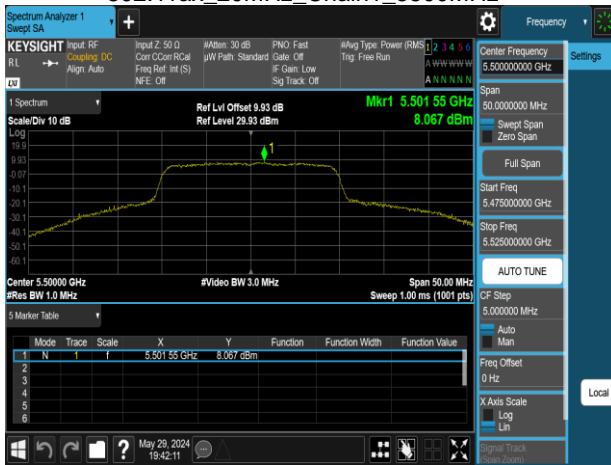 Spectrum Analyzer 1
Swept SA
Frequency
KEYSIGHT
RL
LXI
Input: RF
Coupling: DC
Align: Auto
Input Z: 50 Ω
Corr CCorr RCal
Freq Ref: Int (S)
NFE: Off
#Atten: 30 dB
µW Path: Standard
PNO: Fast
Gate: Off
IF Gain: Low
Sig Track: Off
#Avg Type: Power (RMS
Trig: Free Run
1 2 3 4 5 6
A W W W W W
A N N N N N
1 Spectrum
Scale/Div 10 dB
Ref Lvl Offset 9.93 dB
Ref Level 29.93 dBm
Mkr1 5.501 55 GHz
8.067 dBm
Log
19.9
9.93
-0.07
-10.1
-20.1
-30.1
-40.1
-50.1
-60.1
1
Center 5.50000 GHz
#Res BW 1.0 MHz
#Video BW 3.0 MHz
Span 50.00 MHz
Sweep 1.00 ms (1001 pts)
5 Marker Table
Mode Trace Scale X Y Function Function Width Function Value
1 N 1 f 5.501 55 GHz 8.067 dBm
2
3
4
5
6
Center Frequency
5.500000000 GHz
Settings
Span
50.0000000 MHz
Swept Span
Zero Span
Full Span
Start Freq
5.475000000 GHz
Stop Freq
5.525000000 GHz
AUTO TUNE
CF Step
5.000000 MHz
Auto
Man
Freq Offset
0 Hz
X Axis Scale
Log
Lin
Signal Track
(Span Zoom)
Local
?
May 29, 2024
19:42:11